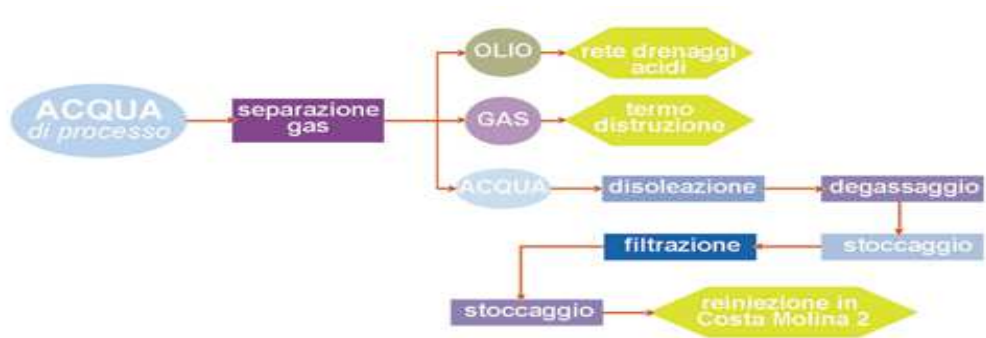 ACQUA
di processo
separazione
gas
OLIO
rete drenaggi
acidi
GAS
termo
distruzione
ACQUA
disoleazione
degassaggio
stoccaggio
filtrazione
stoccaggio
reiniezione in
Costa Molina 2